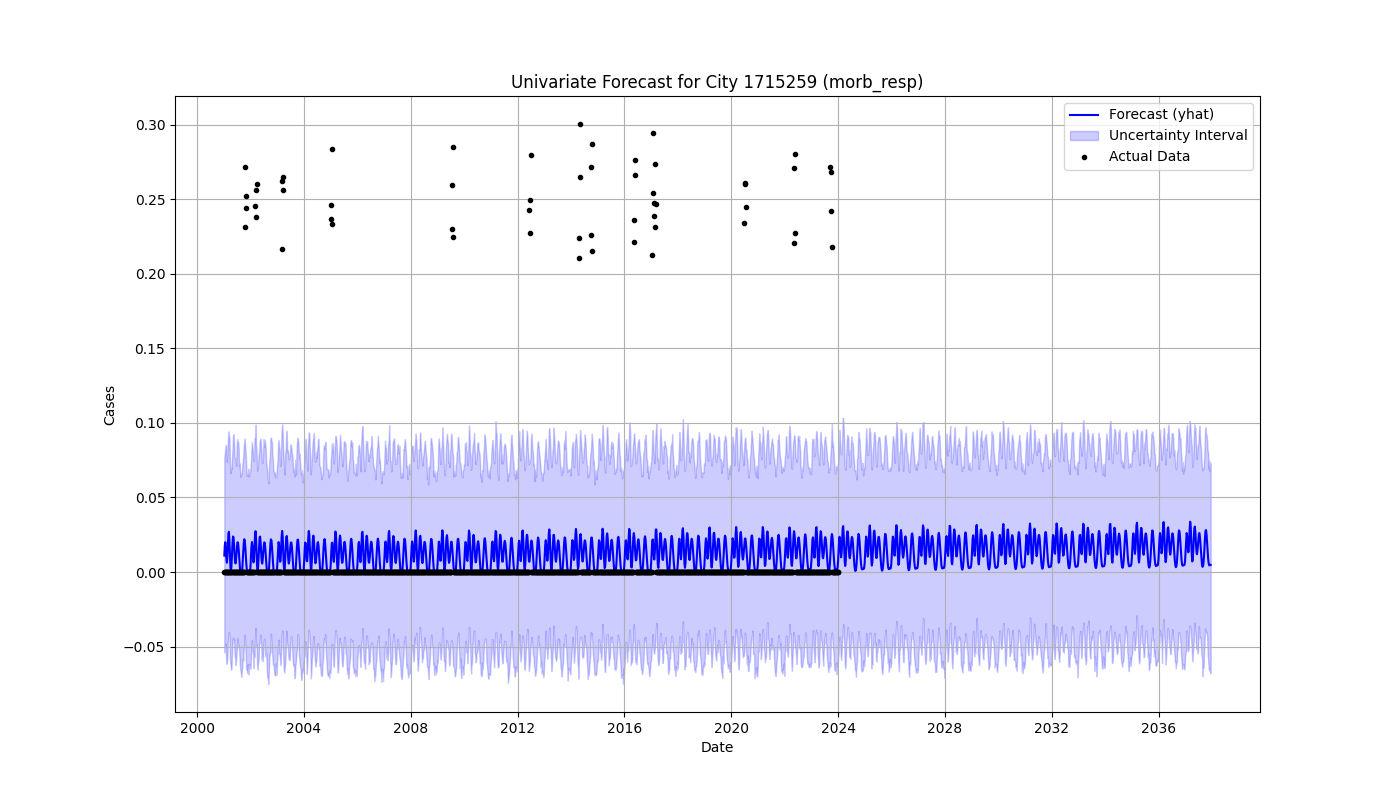 Univariate Forecast for City 1715259 (morb_resp)
Forecast (yhat)
Uncertainty Interval
Actual Data
0.30
0.25
0.20
0.15
0.10
0.05
0.00
−0.05
Cases
2000 2004 2008 2012 2016 2020 2024 2028 2032 2036
Date